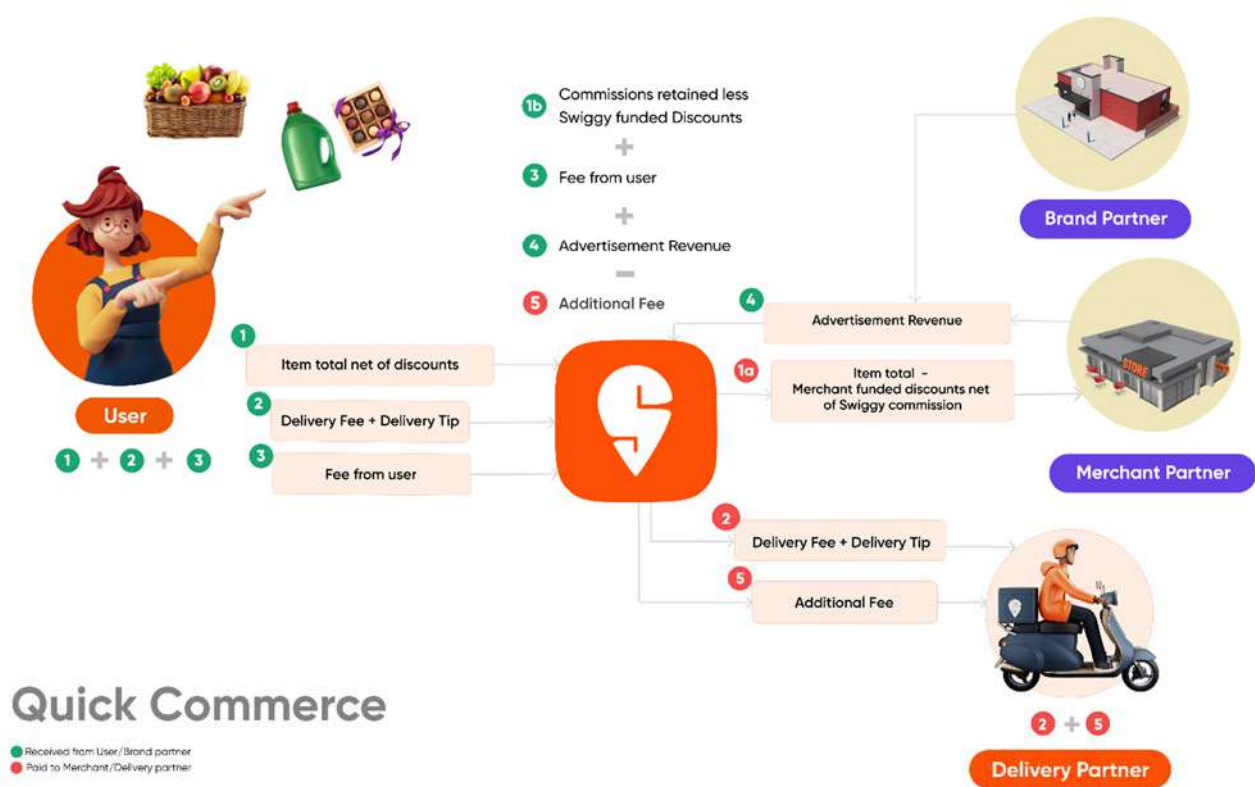 1b Commissions retained less
Swiggy funded Discounts
+
3 Fee from user
+
4 Advertisement Revenue
−
5 Additional Fee
Brand Partner
4
Advertisement Revenue
1
Item total net of discounts
1a
Item total -
Merchant funded discounts net
of Swiggy commission
STORE
User
2
Delivery Fee + Delivery Tip
1 + 2 + 3
3
Fee from user
Merchant Partner
2
Delivery Fee + Delivery Tip
5
Additional Fee
Quick Commerce
Received from User/Brand partner
Paid to Merchant/Delivery partner
2 + 5
Delivery Partner